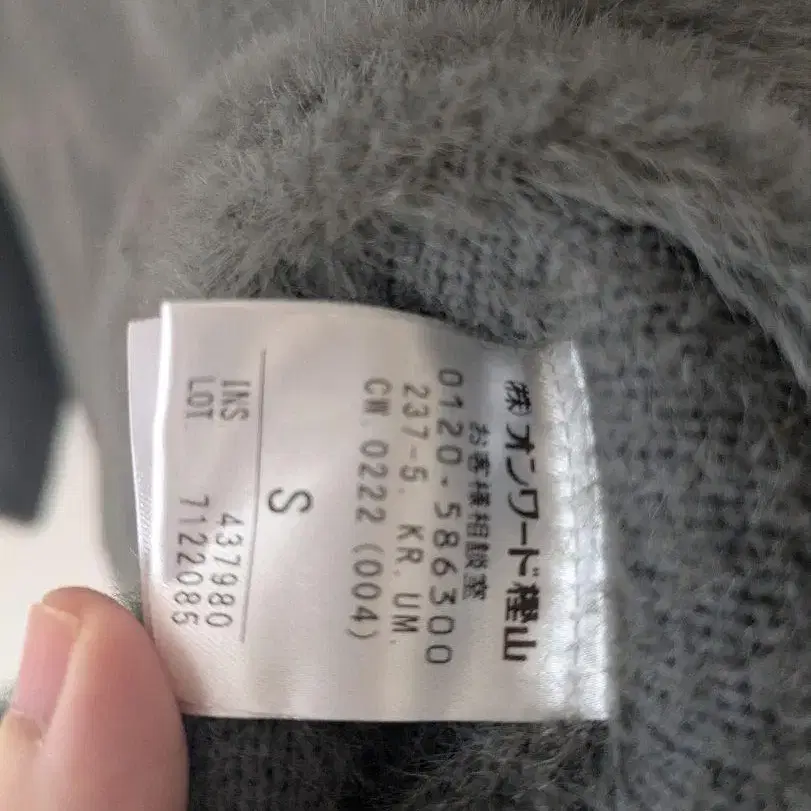 ㈱オンワード樫山
お客様相談室
0120-586300
237-5. KR. UM.
CW. 0222 (004)
S
INS. 437980
LOT. 7122085